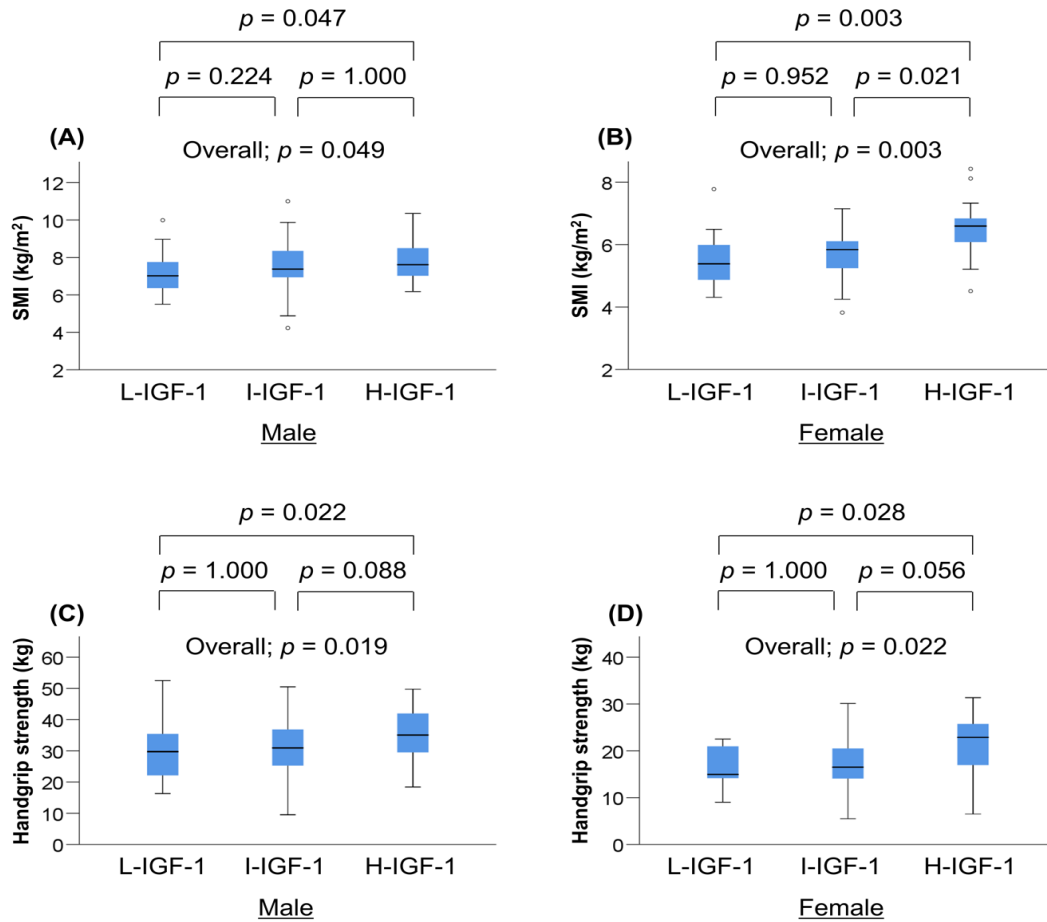 p = 0.047
p = 0.224 p = 1.000
(A)
Overall; p = 0.049
SMI (kg/m²)
12
10
8
6
4
2
L-IGF-1 I-IGF-1 H-IGF-1
Male
p = 0.003
p = 0.952 p = 0.021
(B)
Overall; p = 0.003
SMI (kg/m²)
8
6
4
2
L-IGF-1 I-IGF-1 H-IGF-1
Female
p = 0.022
p = 1.000 p = 0.088
(C)
Overall; p = 0.019
Handgrip strength (kg)
60
50
40
30
20
10
0
L-IGF-1 I-IGF-1 H-IGF-1
Male
p = 0.028
p = 1.000 p = 0.056
(D)
Overall; p = 0.022
Handgrip strength (kg)
40
30
20
10
0
L-IGF-1 I-IGF-1 H-IGF-1
Female